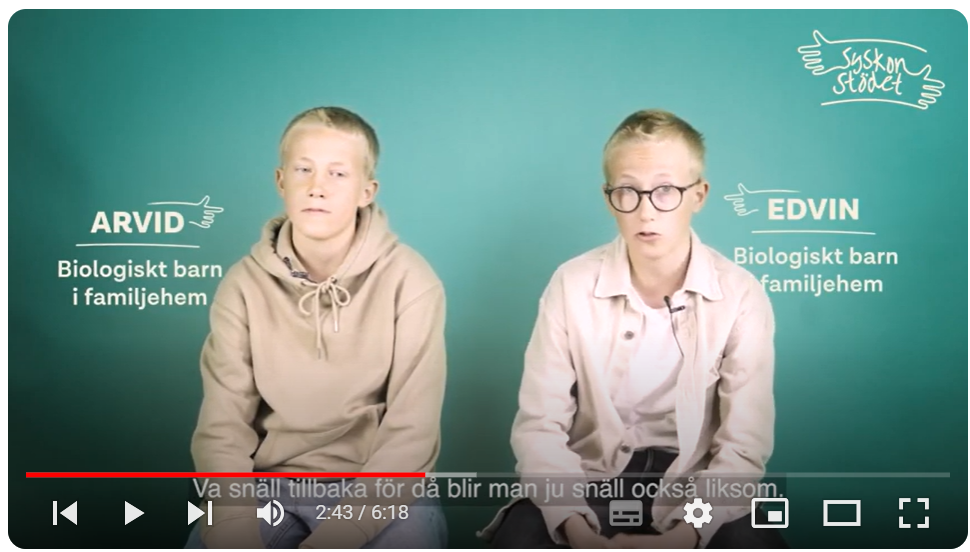 syskon
stödet
ARVID
Biologiskt barn
i familjehem
EDVIN
Biologiskt barn
familjehem
Va snäll tillbaka för då blir man ju snäll också liksom.
2:43 / 6:18